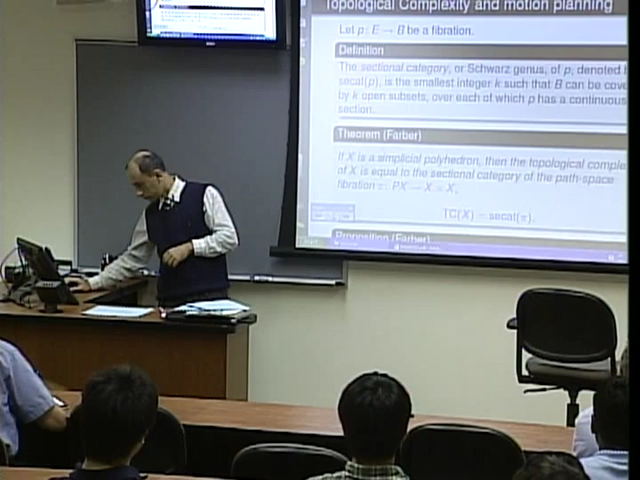 Topological Complexity and motion planning
Let p: E → B be a fibration.
Definition
The sectional category, or Schwarz genus, of p, denoted
secat(p), is the smallest integer k such that B can be
by k open subsets, over each of which p has a continuous
section.
Theorem (Farber)
If X is a simplicial polyhedron, then the topological
of X is equal to the sectional category of the path-space
fibration π: PX → X × X,
TC(X) = secat(π).
Proposition (Farber)